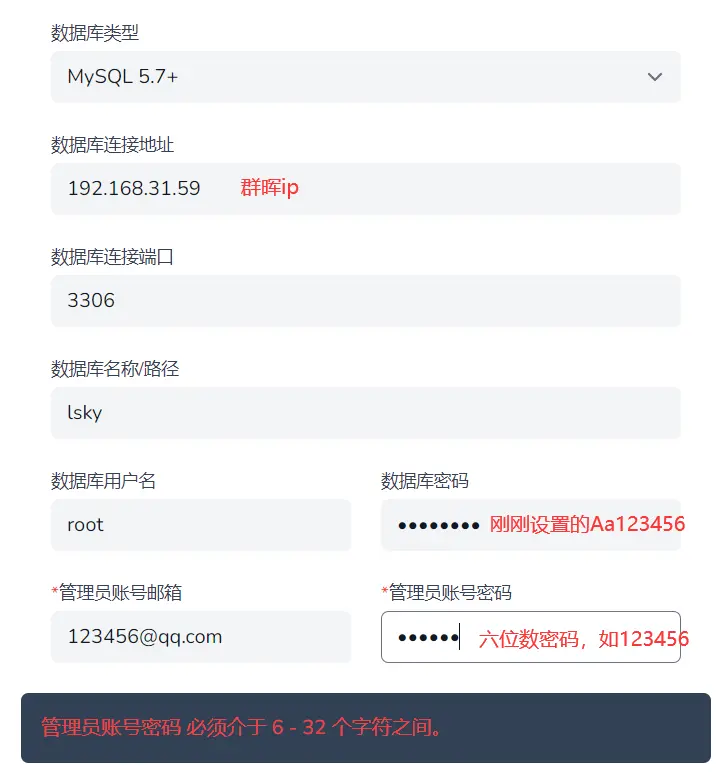 数据库类型
MySQL 5.7+
数据库连接地址
192.168.31.59 群晖ip
数据库连接端口
3306
数据库名称/路径
lsky
数据库用户名 数据库密码
root •••••••• 刚刚设置的Aa123456
*管理员账号邮箱 *管理员账号密码
123456@qq.com •••••• 六位数密码，如123456
管理员账号密码 必须介于 6 - 32 个字符之间。